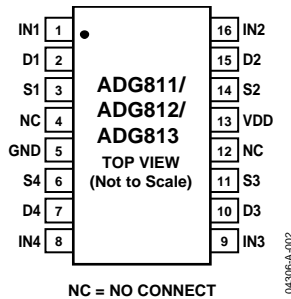 IN1 1 16 IN2
D1 2 15 D2
S1 3 14 S2
NC 4 13 VDD
GND 5 12 NC
S4 6 11 S3
D4 7 10 D3
IN4 8 9 IN3
ADG811/
ADG812/
ADG813
TOP VIEW
(Not to Scale)
NC = NO CONNECT
04306-A-002